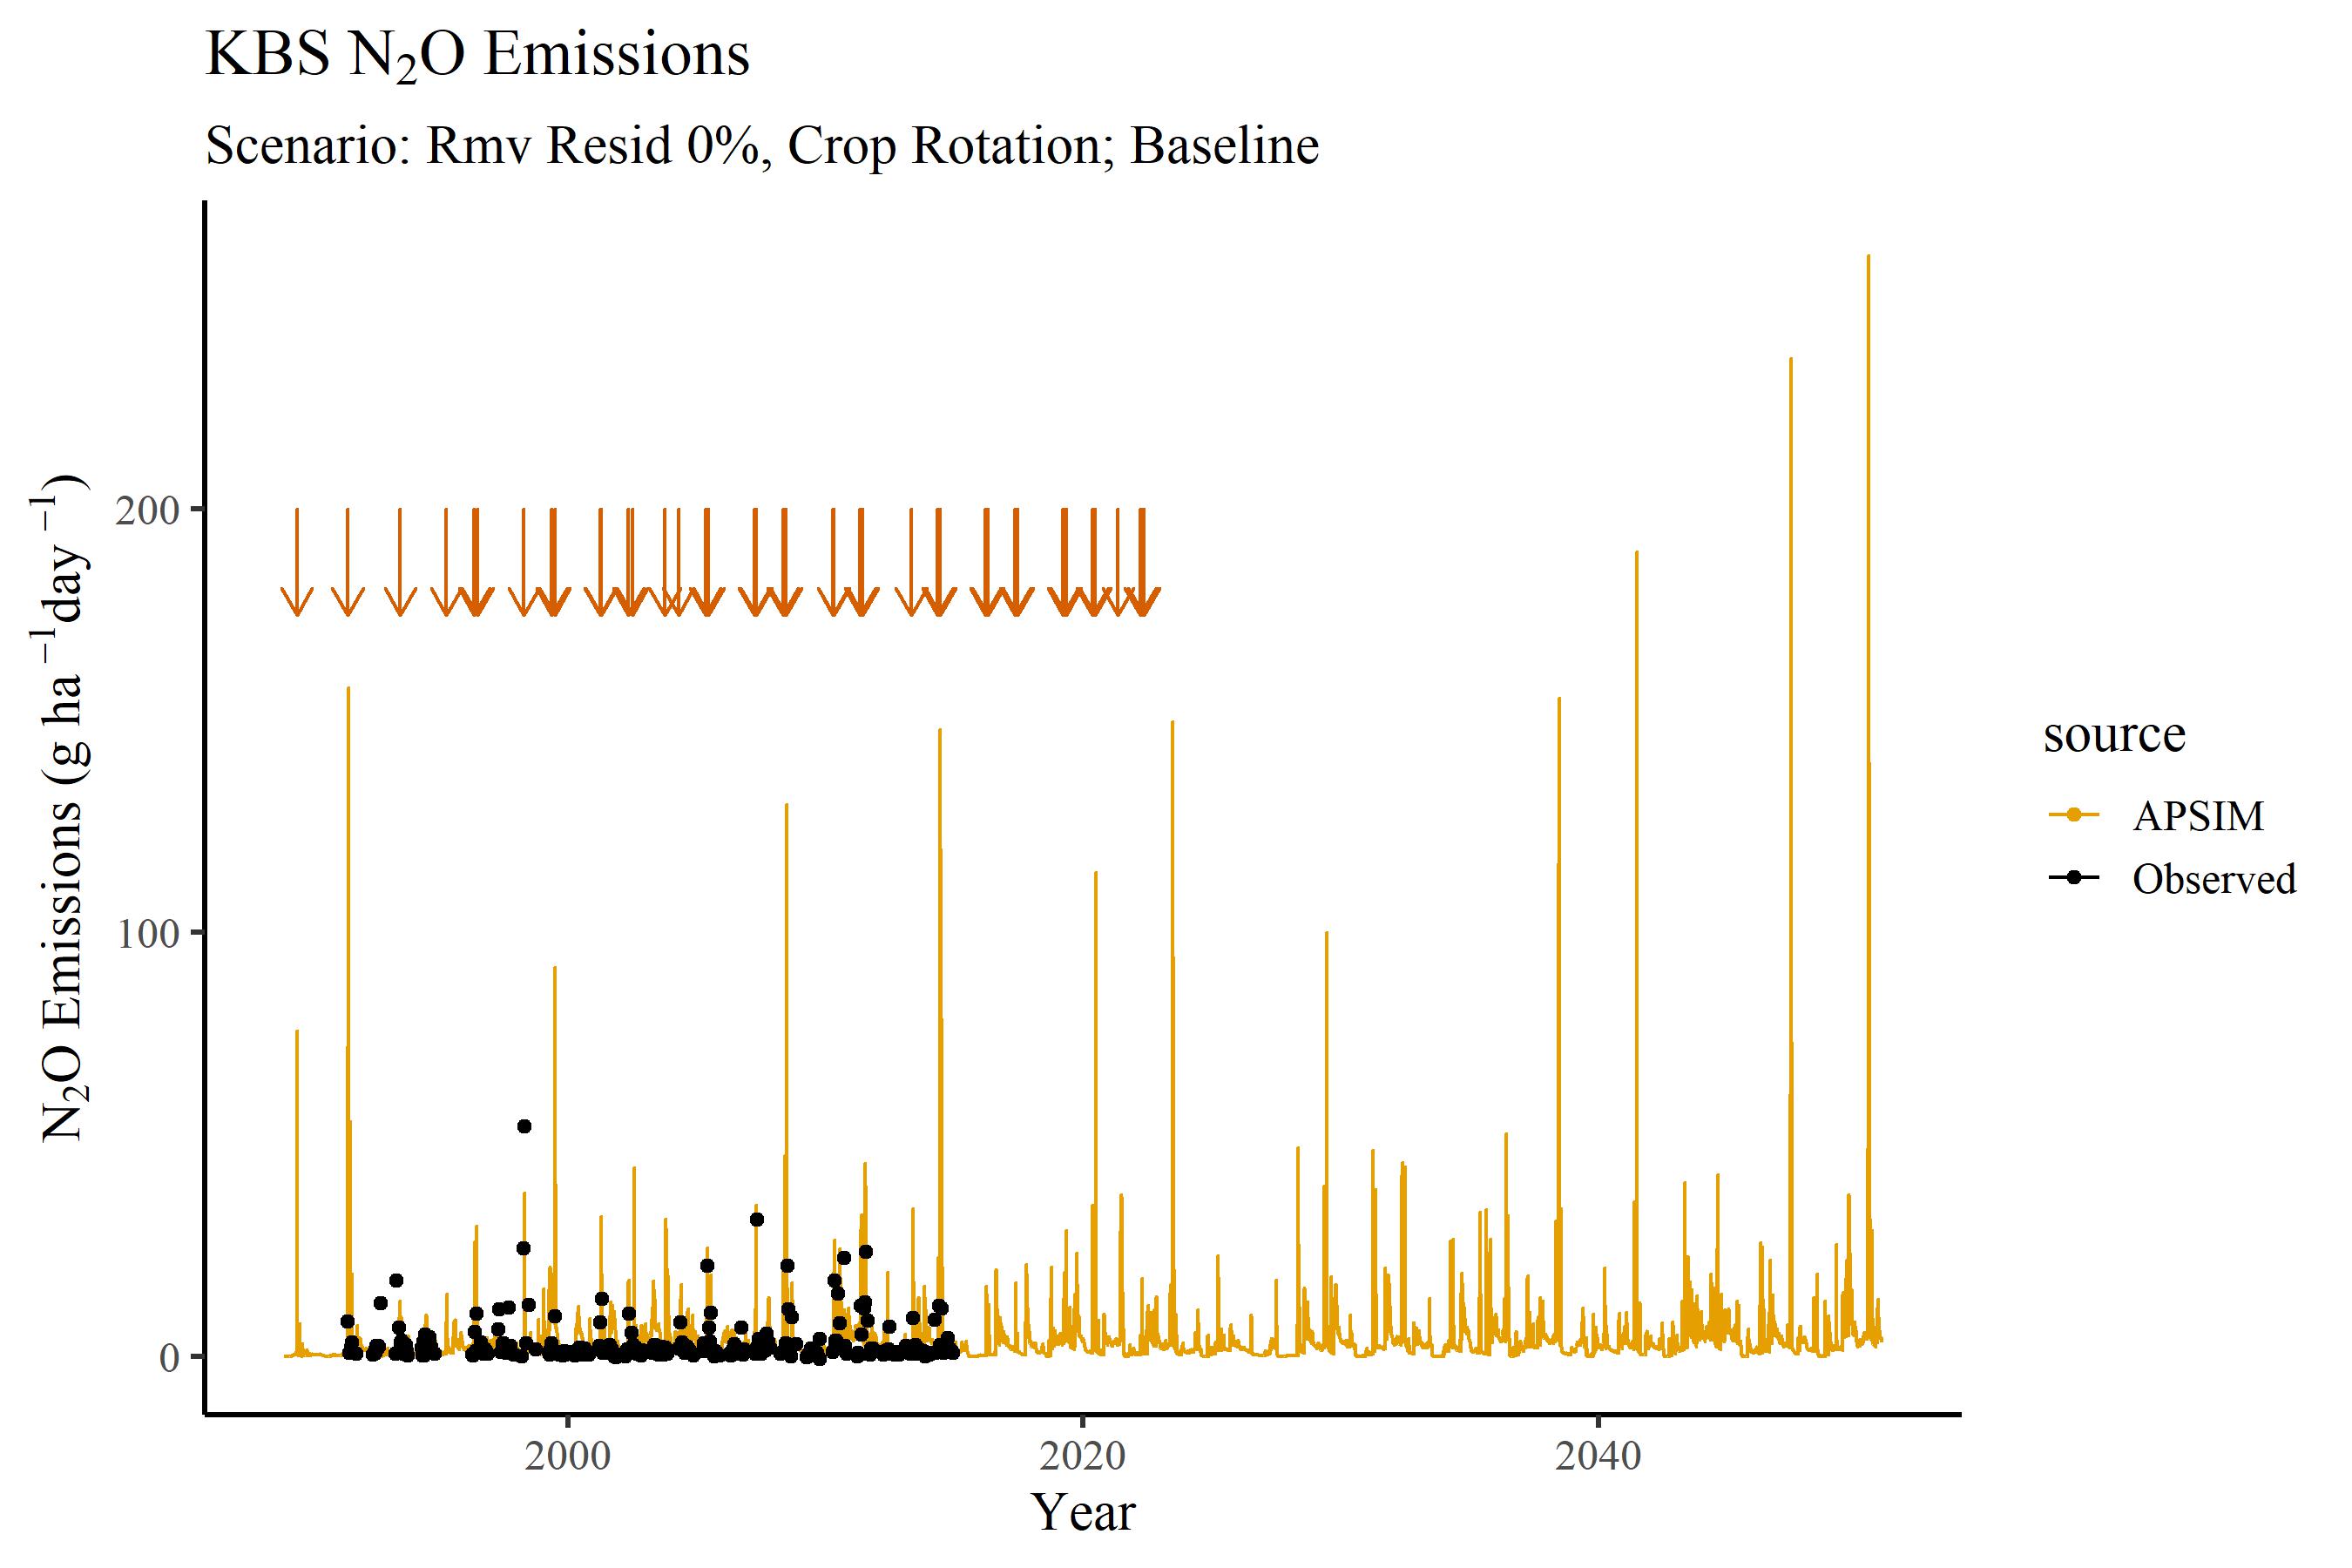 KBS N₂O Emissions
Scenario: Rmv Resid 0%, Crop Rotation; Baseline
N₂O Emissions (g ha ⁻¹day ⁻¹)
200
100
0
2000
2020
2040
Year
source
APSIM
Observed